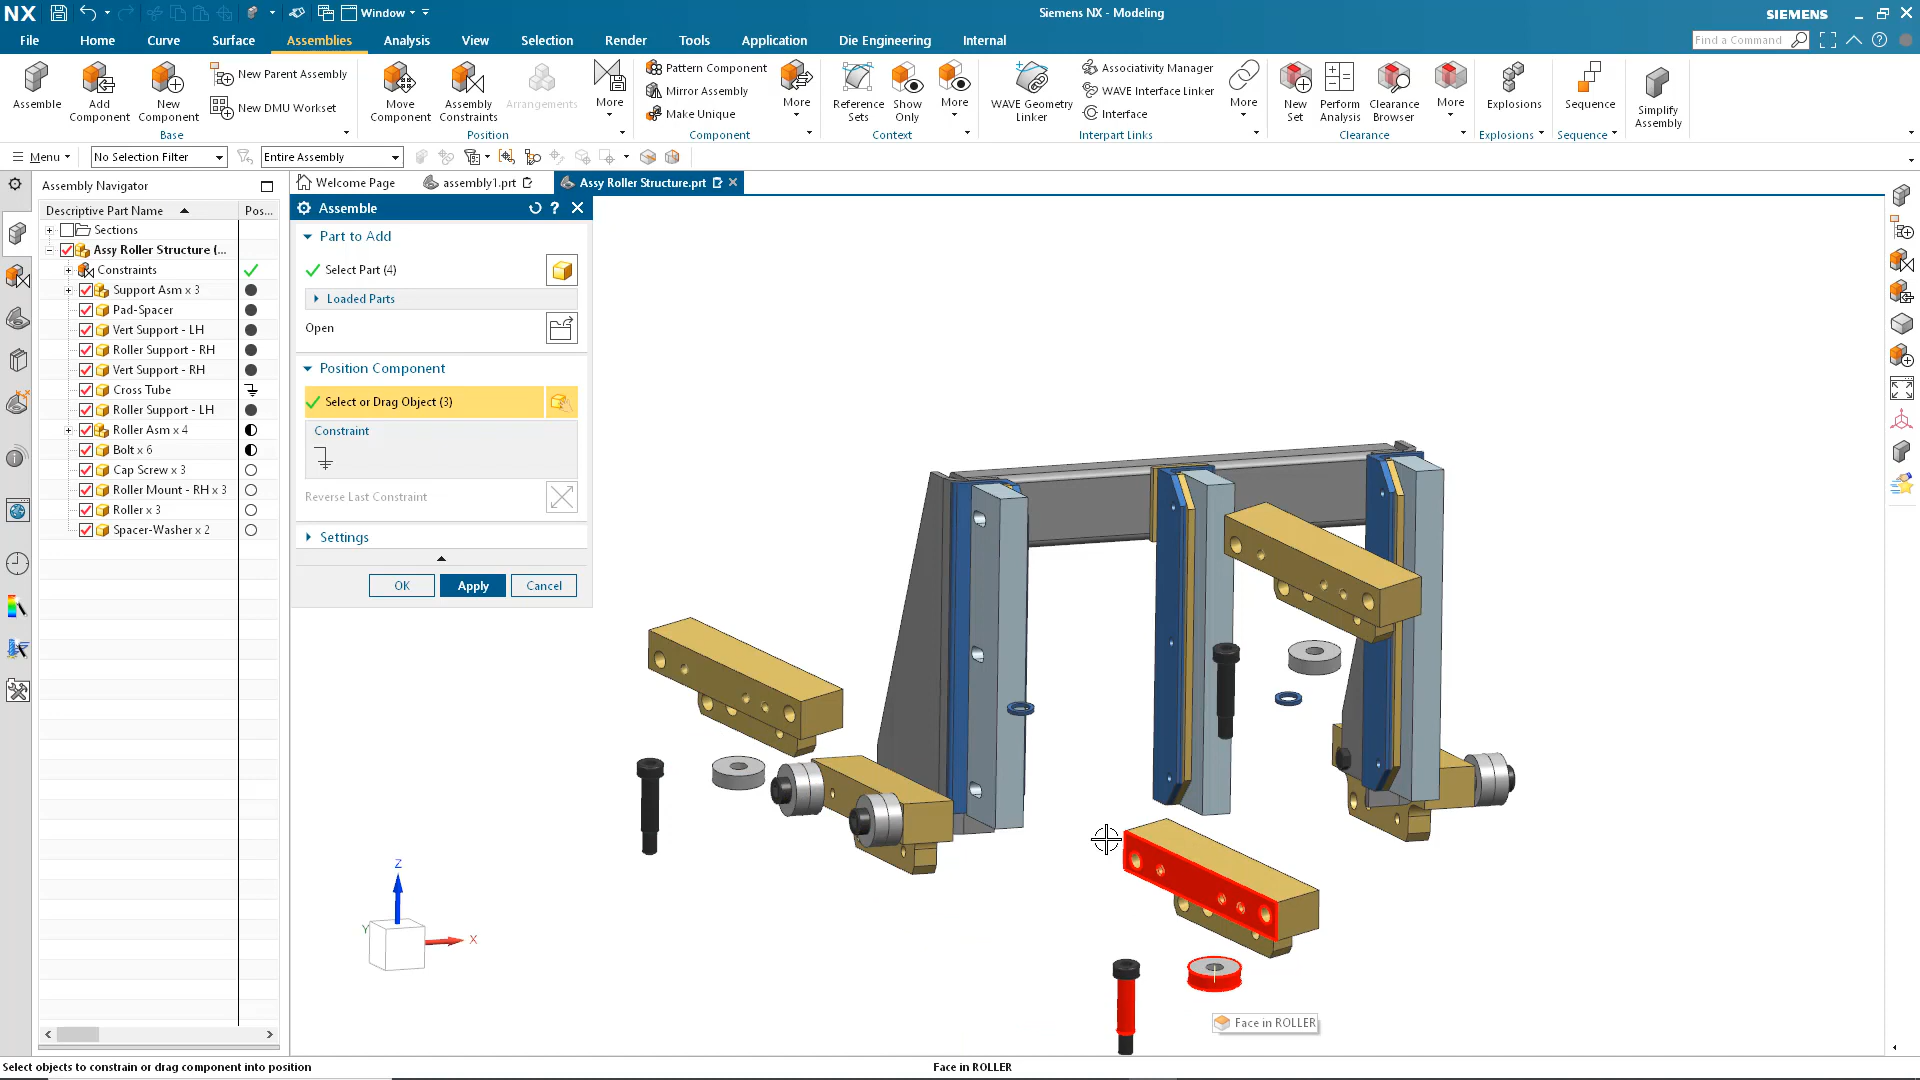 NX Window Siemens NX - Modeling SIEMENS
File Home Curve Surface Assemblies Analysis View Selection Render Tools Application Die Engineering Internal Find a Command
Assemble
Add Component
New Component
New Parent Assembly
New DMU Workset
Base
Move Component
Assembly Constraints
Arrangements
More
Position
Pattern Component
Mirror Assembly
Make Unique
More
Component
Reference Sets
Show Only
More
Context
WAVE Geometry Linker
Associativity Manager
WAVE Interface Linker
Interface
More
Interpart Links
New Set
Perform Analysis
Clearance Browser
More
Clearance
Explosions
Explosions
Sequence
Sequence
Simplify Assembly
Menu No Selection Filter Entire Assembly
Assembly Navigator
Welcome Page assembly1.prt Assy Roller Structure.prt
Descriptive Part Name Pos...
Sections
Assy Roller Structure (...
Constraints
Support Asm x 3
Pad-Spacer
Vert Support - LH
Roller Support - RH
Vert Support - RH
Cross Tube
Roller Support - LH
Roller Asm x 4
Bolt x 6
Cap Screw x 3
Roller Mount - RH x 3
Roller x 3
Spacer-Washer x 2
Assemble
Part to Add
Select Part (4)
Loaded Parts
Open
Position Component
Select or Drag Object (3)
Constraint
Reverse Last Constraint
Settings
OK Apply Cancel
Z
Y
X
Face in ROLLER
Select objects to constrain or drag component into position Face in ROLLER